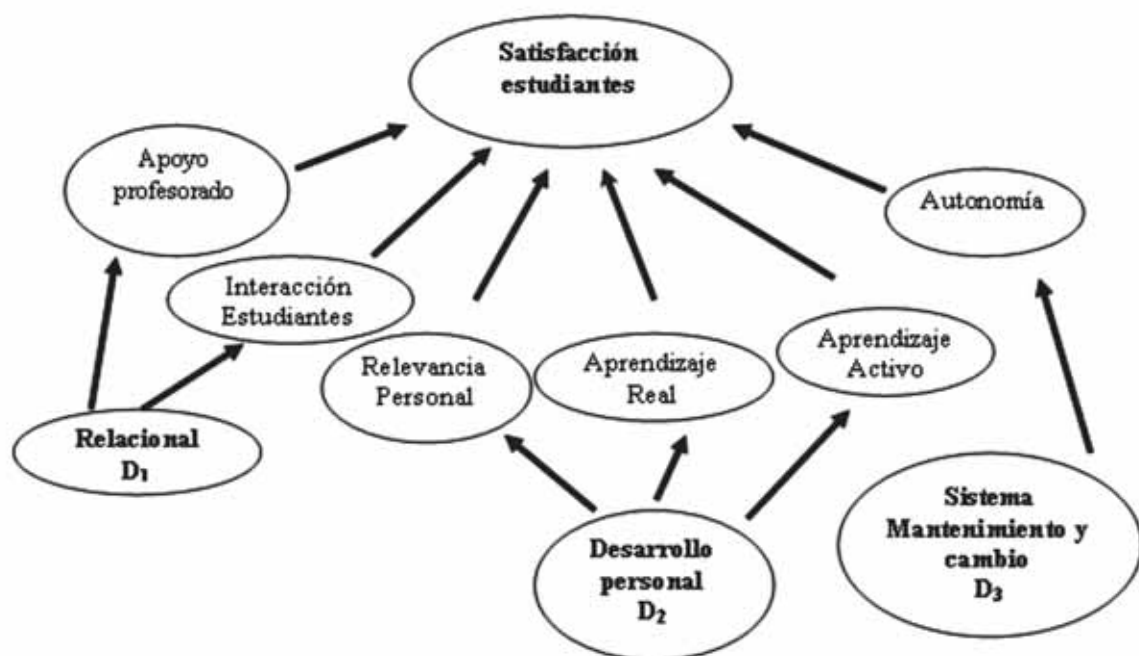 Satisfacción
estudiantes
Apoyo
profesorado
Autonomía
Interacción
Estudiantes
Relevancia
Personal
Aprendizaje
Real
Aprendizaje
Activo
Relacional
D₁
Desarrollo
personal
D₂
Sistema
Mantenimiento y
cambio
D₃